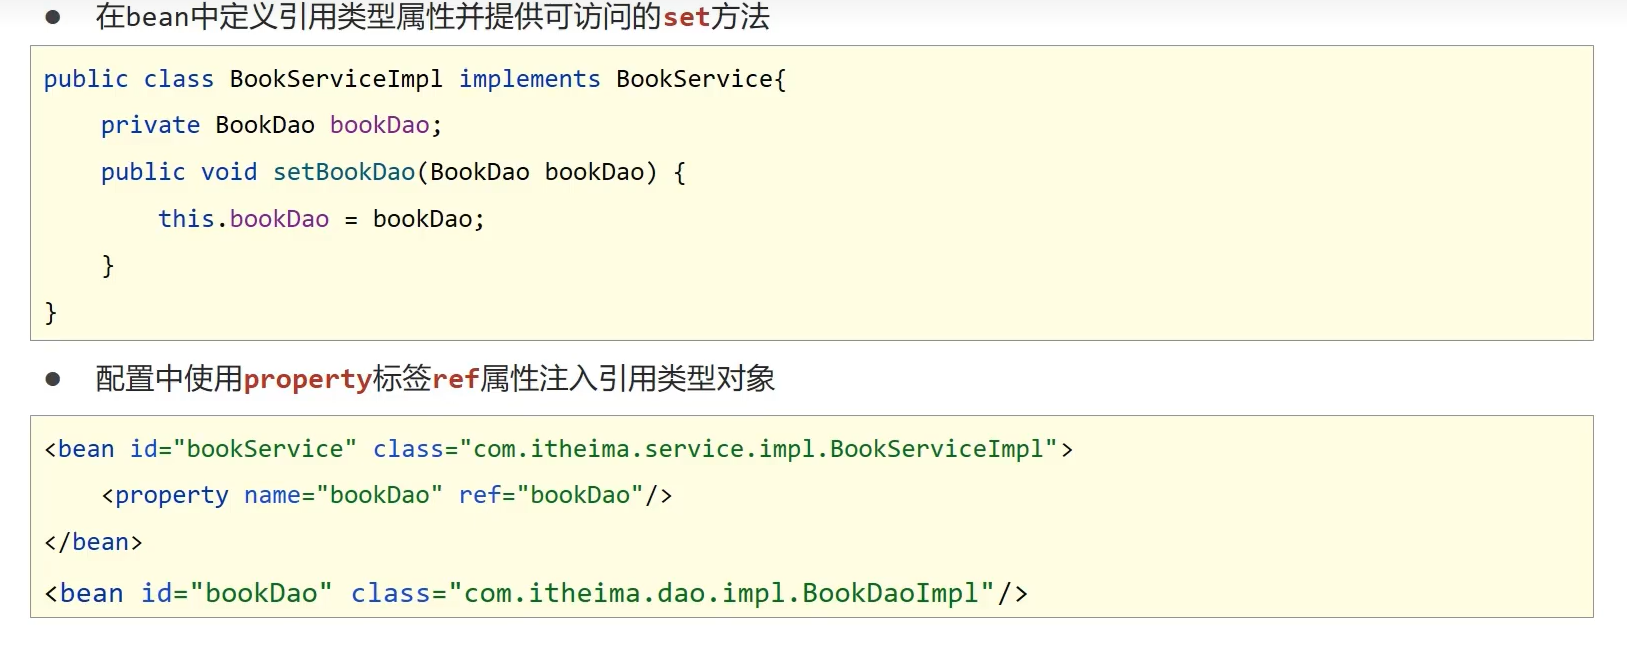 在bean中定义引用类型属性并提供可访问的set方法
public class BookServiceImpl implements BookService{
    private BookDao bookDao;
    public void setBookDao(BookDao bookDao) {
        this.bookDao = bookDao;
    }
}
配置中使用property标签ref属性注入引用类型对象
<bean id="bookService" class="com.itheima.service.impl.BookServiceImpl">
    <property name="bookDao" ref="bookDao"/>
</bean>
<bean id="bookDao" class="com.itheima.dao.impl.BookDaoImpl"/>